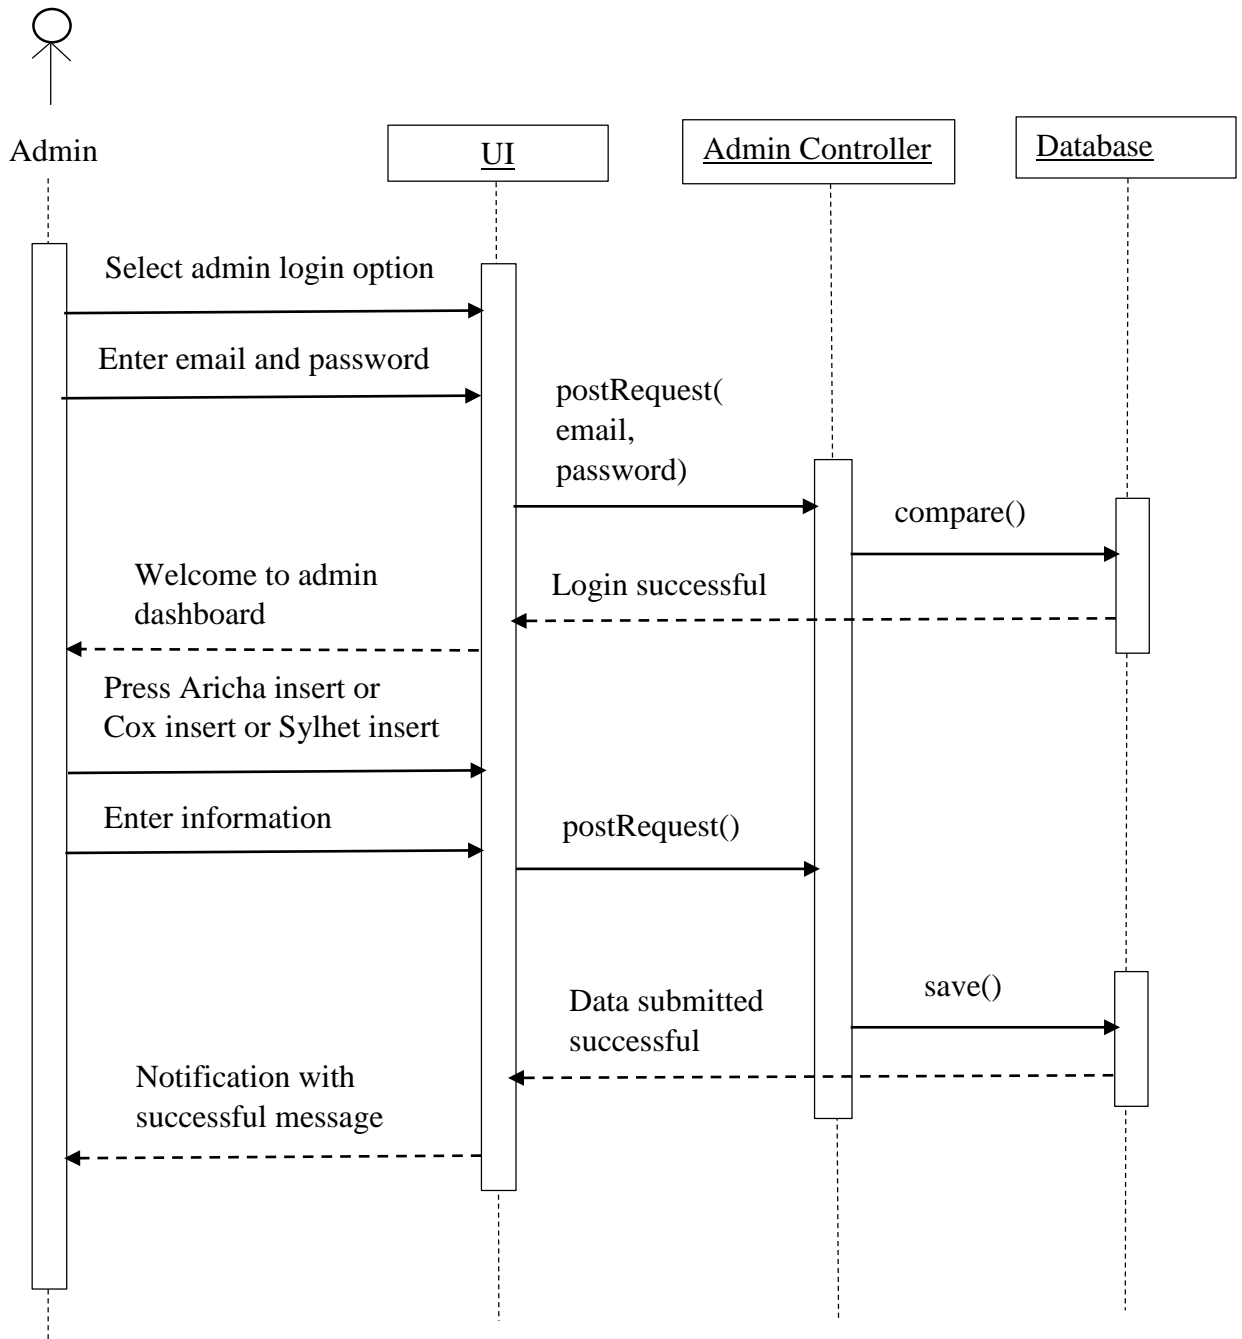 Admin
UI
Admin Controller
Database
Select admin login option
Enter email and password
postRequest(
email,
password)
compare()
Welcome to admin
dashboard
Login successful
Press Aricha insert or
Cox insert or Sylhet insert
Enter information
postRequest()
save()
Data submitted
successful
Notification with
successful message